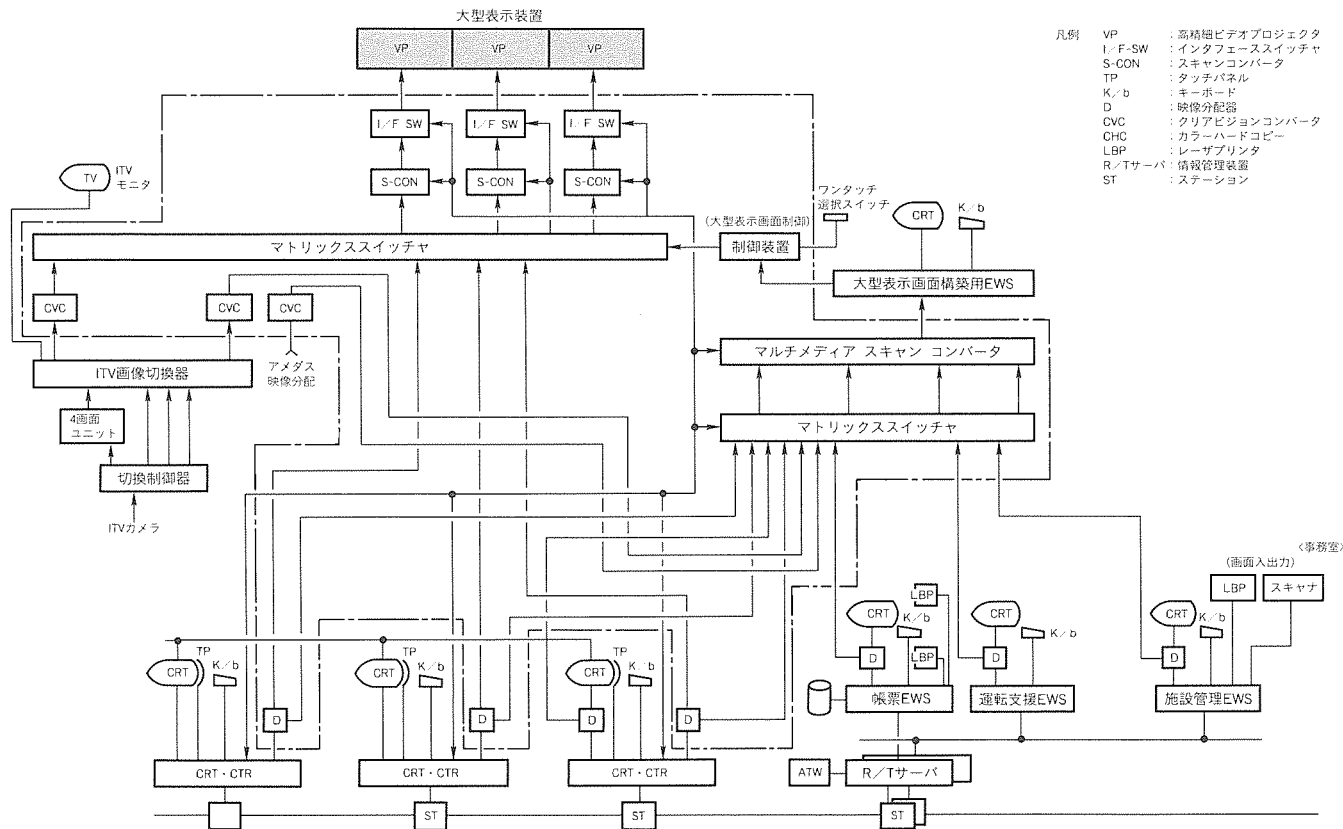 大型表示装置
VP
VP
VP
凡例
VP :高精細ビデオプロジェクタ
I/F-SW :インタフェーススイッチャ
S-CON :スキャンコンバータ
TP :タッチパネル
K/b :キーボード
D :映像分配器
CVC :クリアビジョンコンバータ
CHC :カラーハードコピー
LBP :レーザプリンタ
R/Tサーバ:情報管理装置
ST :ステーション
I/F SW
I/F SW
I/F SW
TV
ITV
モニタ
S-CON
S-CON
S-CON
ワンタッチ
選択スイッチ
CRT
K/b
(大型表示画面制御)
マトリックススイッチャ
制御装置
大型表示画面構築用EWS
CVC
CVC
CVC
アメダス
映像分配
マルチメディア スキャン コンバータ
ITV画像切換器
4画面
ユニット
マトリックススイッチャ
切換制御器
ITVカメラ
〈事務室〉
(画面入出力)
LBP
スキャナ
CRT
K/b
LBP
LBP
D
CRT
K/b
D
CRT
K/b
D
帳票EWS
運転支援EWS
施設管理EWS
CRT
TP
K/b
D
CRT
TP
K/b
D
CRT
TP
K/b
D
D
CRT・CTR
CRT・CTR
CRT・CTR
ATW
R/Tサーバ
ST
ST
ST